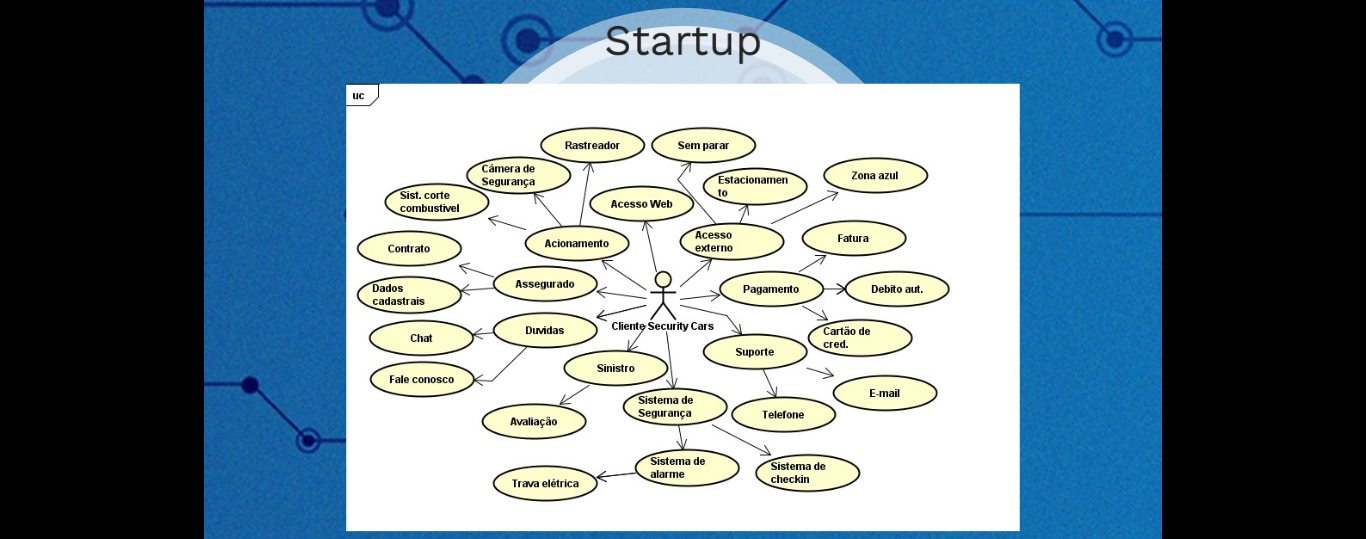 Startup
uc
Rastreador
Sem parar
Câmera de
Segurança
Estacionamen
to
Zona azul
Sist. corte
combustível
Acesso Web
Acionamento
Acesso
externo
Fatura
Contrato
Assegurado
Pagamento
Debito aut.
Dados
cadastrais
Cliente Security Cars
Duvidas
Chat
Cartão de
cred.
Suporte
Sinistro
Fale conosco
E-mail
Sistema de
Segurança
Telefone
Avaliação
Sistema de
alarme
Sistema de
checkin
Trava elétrica